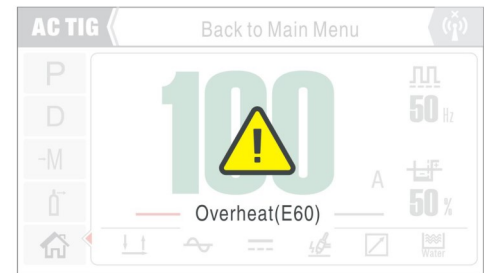 AC TIG
Back to Main Menu
P
D
-M
100
A
50 Hz
50 %
Overheat(E60)
Water